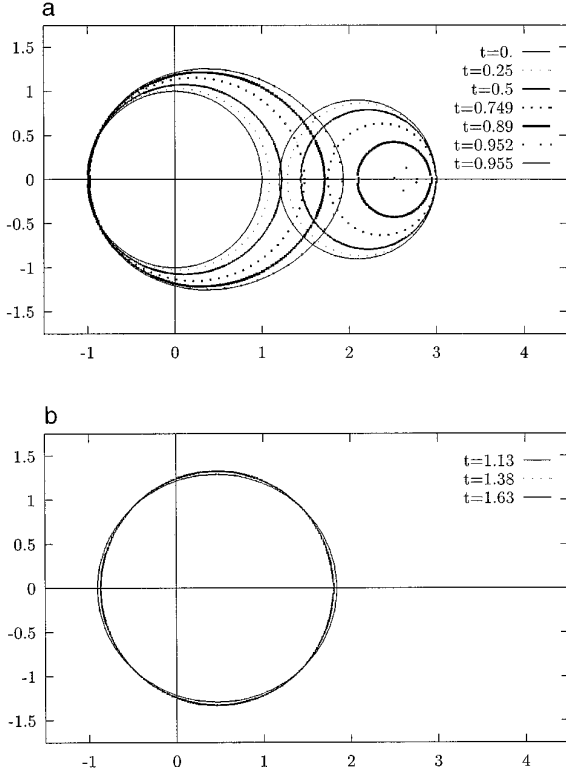 a
1.5
1
0.5
0
-0.5
-1
-1.5
t=0.
t=0.25
t=0.5
t=0.749
t=0.89
t=0.952
t=0.955
-1 0 1 2 3 4
b
1.5
1
0.5
0
-0.5
-1
-1.5
t=1.13
t=1.38
t=1.63
-1 0 1 2 3 4